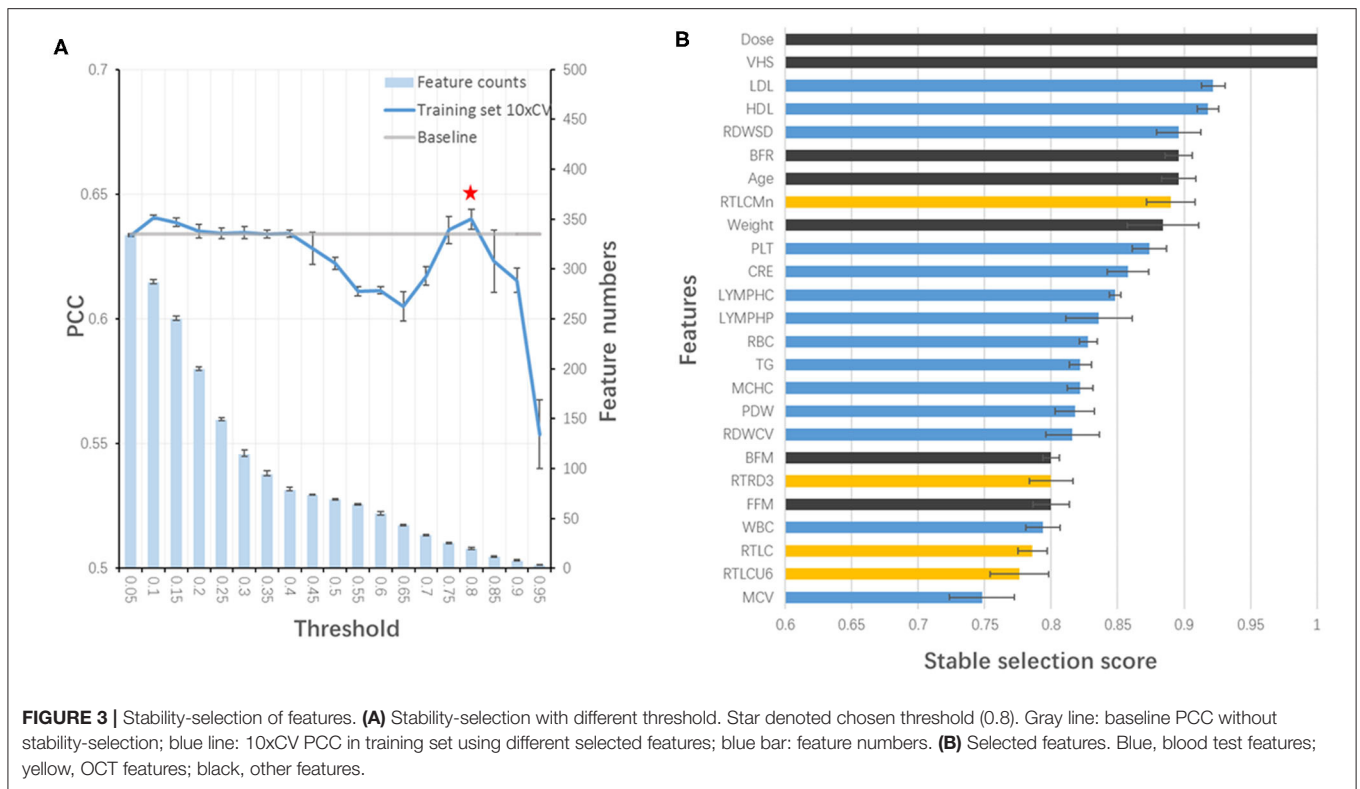 A
0.7
0.65
0.6
0.55
0.5
PCC
500
450
400
350
300
250
200
150
100
50
0
Feature numbers
Feature counts
Training set 10xCV
Baseline
0.05
0.1
0.15
0.2
0.25
0.3
0.35
0.4
0.45
0.5
0.55
0.6
0.65
0.7
0.75
0.8
0.85
0.9
0.95
Threshold
B
Features
Dose
VHS
LDL
HDL
RDWSD
BFR
Age
RTLCMn
Weight
PLT
CRE
LYMPHC
LYMPHP
RBC
TG
MCHC
PDW
RDWCV
BFM
RTRD3
FFM
WBC
RTLC
RTLCU6
MCV
0.6 0.65 0.7 0.75 0.8 0.85 0.9 0.95 1
Stable selection score
FIGURE 3 | Stability-selection of features. (A) Stability-selection with different threshold. Star denoted chosen threshold (0.8). Gray line: baseline PCC without
stability-selection; blue line: 10xCV PCC in training set using different selected features; blue bar: feature numbers. (B) Selected features. Blue, blood test features;
yellow, OCT features; black, other features.